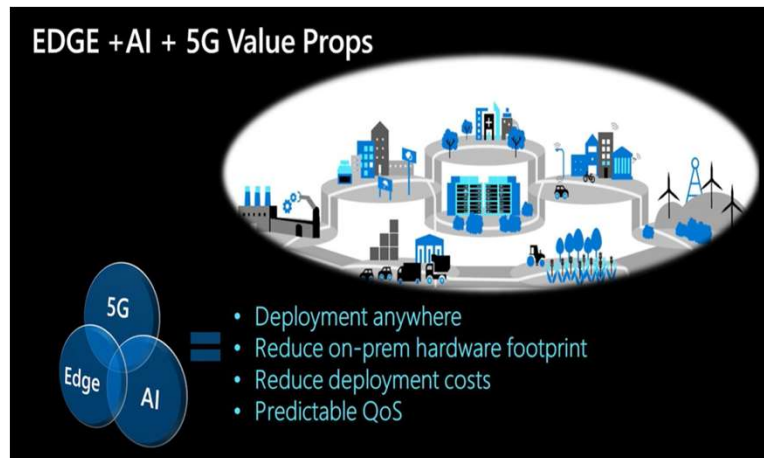 EDGE +AI + 5G Value Props
5G
Edge
AI
• Deployment anywhere
• Reduce on-prem hardware footprint
• Reduce deployment costs
• Predictable QoS